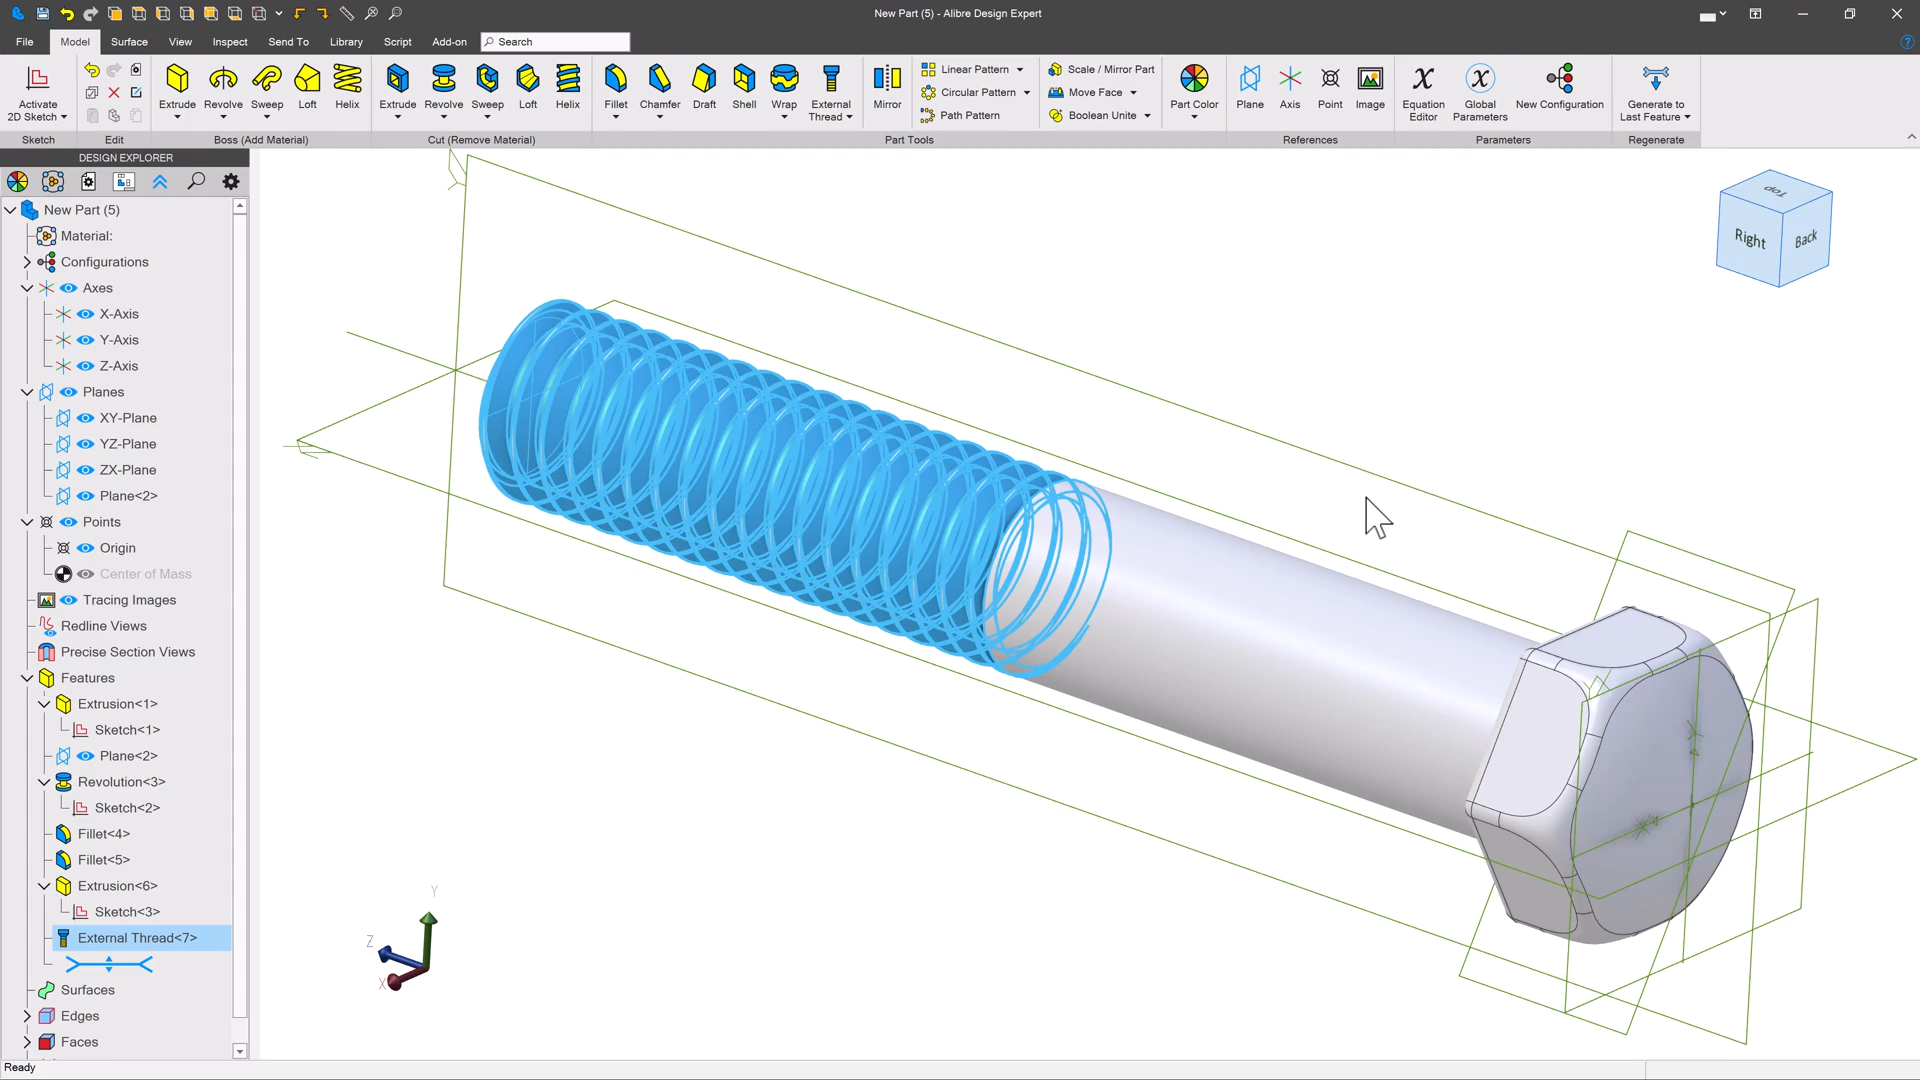 New Part (5) - Alibre Design Expert
File Model Surface View Inspect Send To Library Script Add-on Search
Activate 2D Sketch
Sketch
Edit
Extrude Revolve Sweep Loft Helix
Boss (Add Material)
Extrude Revolve Sweep Loft Helix
Cut (Remove Material)
Fillet Chamfer Draft Shell Wrap External Thread
Mirror
Linear Pattern
Circular Pattern
Path Pattern
Scale / Mirror Part
Move Face
Boolean Unite
Part Tools
Part Color
Plane Axis Point Image
References
Equation Editor
Global Parameters
New Configuration
Parameters
Generate to Last Feature
Regenerate
DESIGN EXPLORER
New Part (5)
Material:
Configurations
Axes
X-Axis
Y-Axis
Z-Axis
Planes
XY-Plane
YZ-Plane
ZX-Plane
Plane<2>
Points
Origin
Center of Mass
Tracing Images
Redline Views
Precise Section Views
Features
Extrusion<1>
Sketch<1>
Plane<2>
Revolution<3>
Sketch<2>
Fillet<4>
Fillet<5>
Extrusion<6>
Sketch<3>
External Thread<7>
Surfaces
Edges
Faces
Top
Right
Back
Y
Z
X
Ready